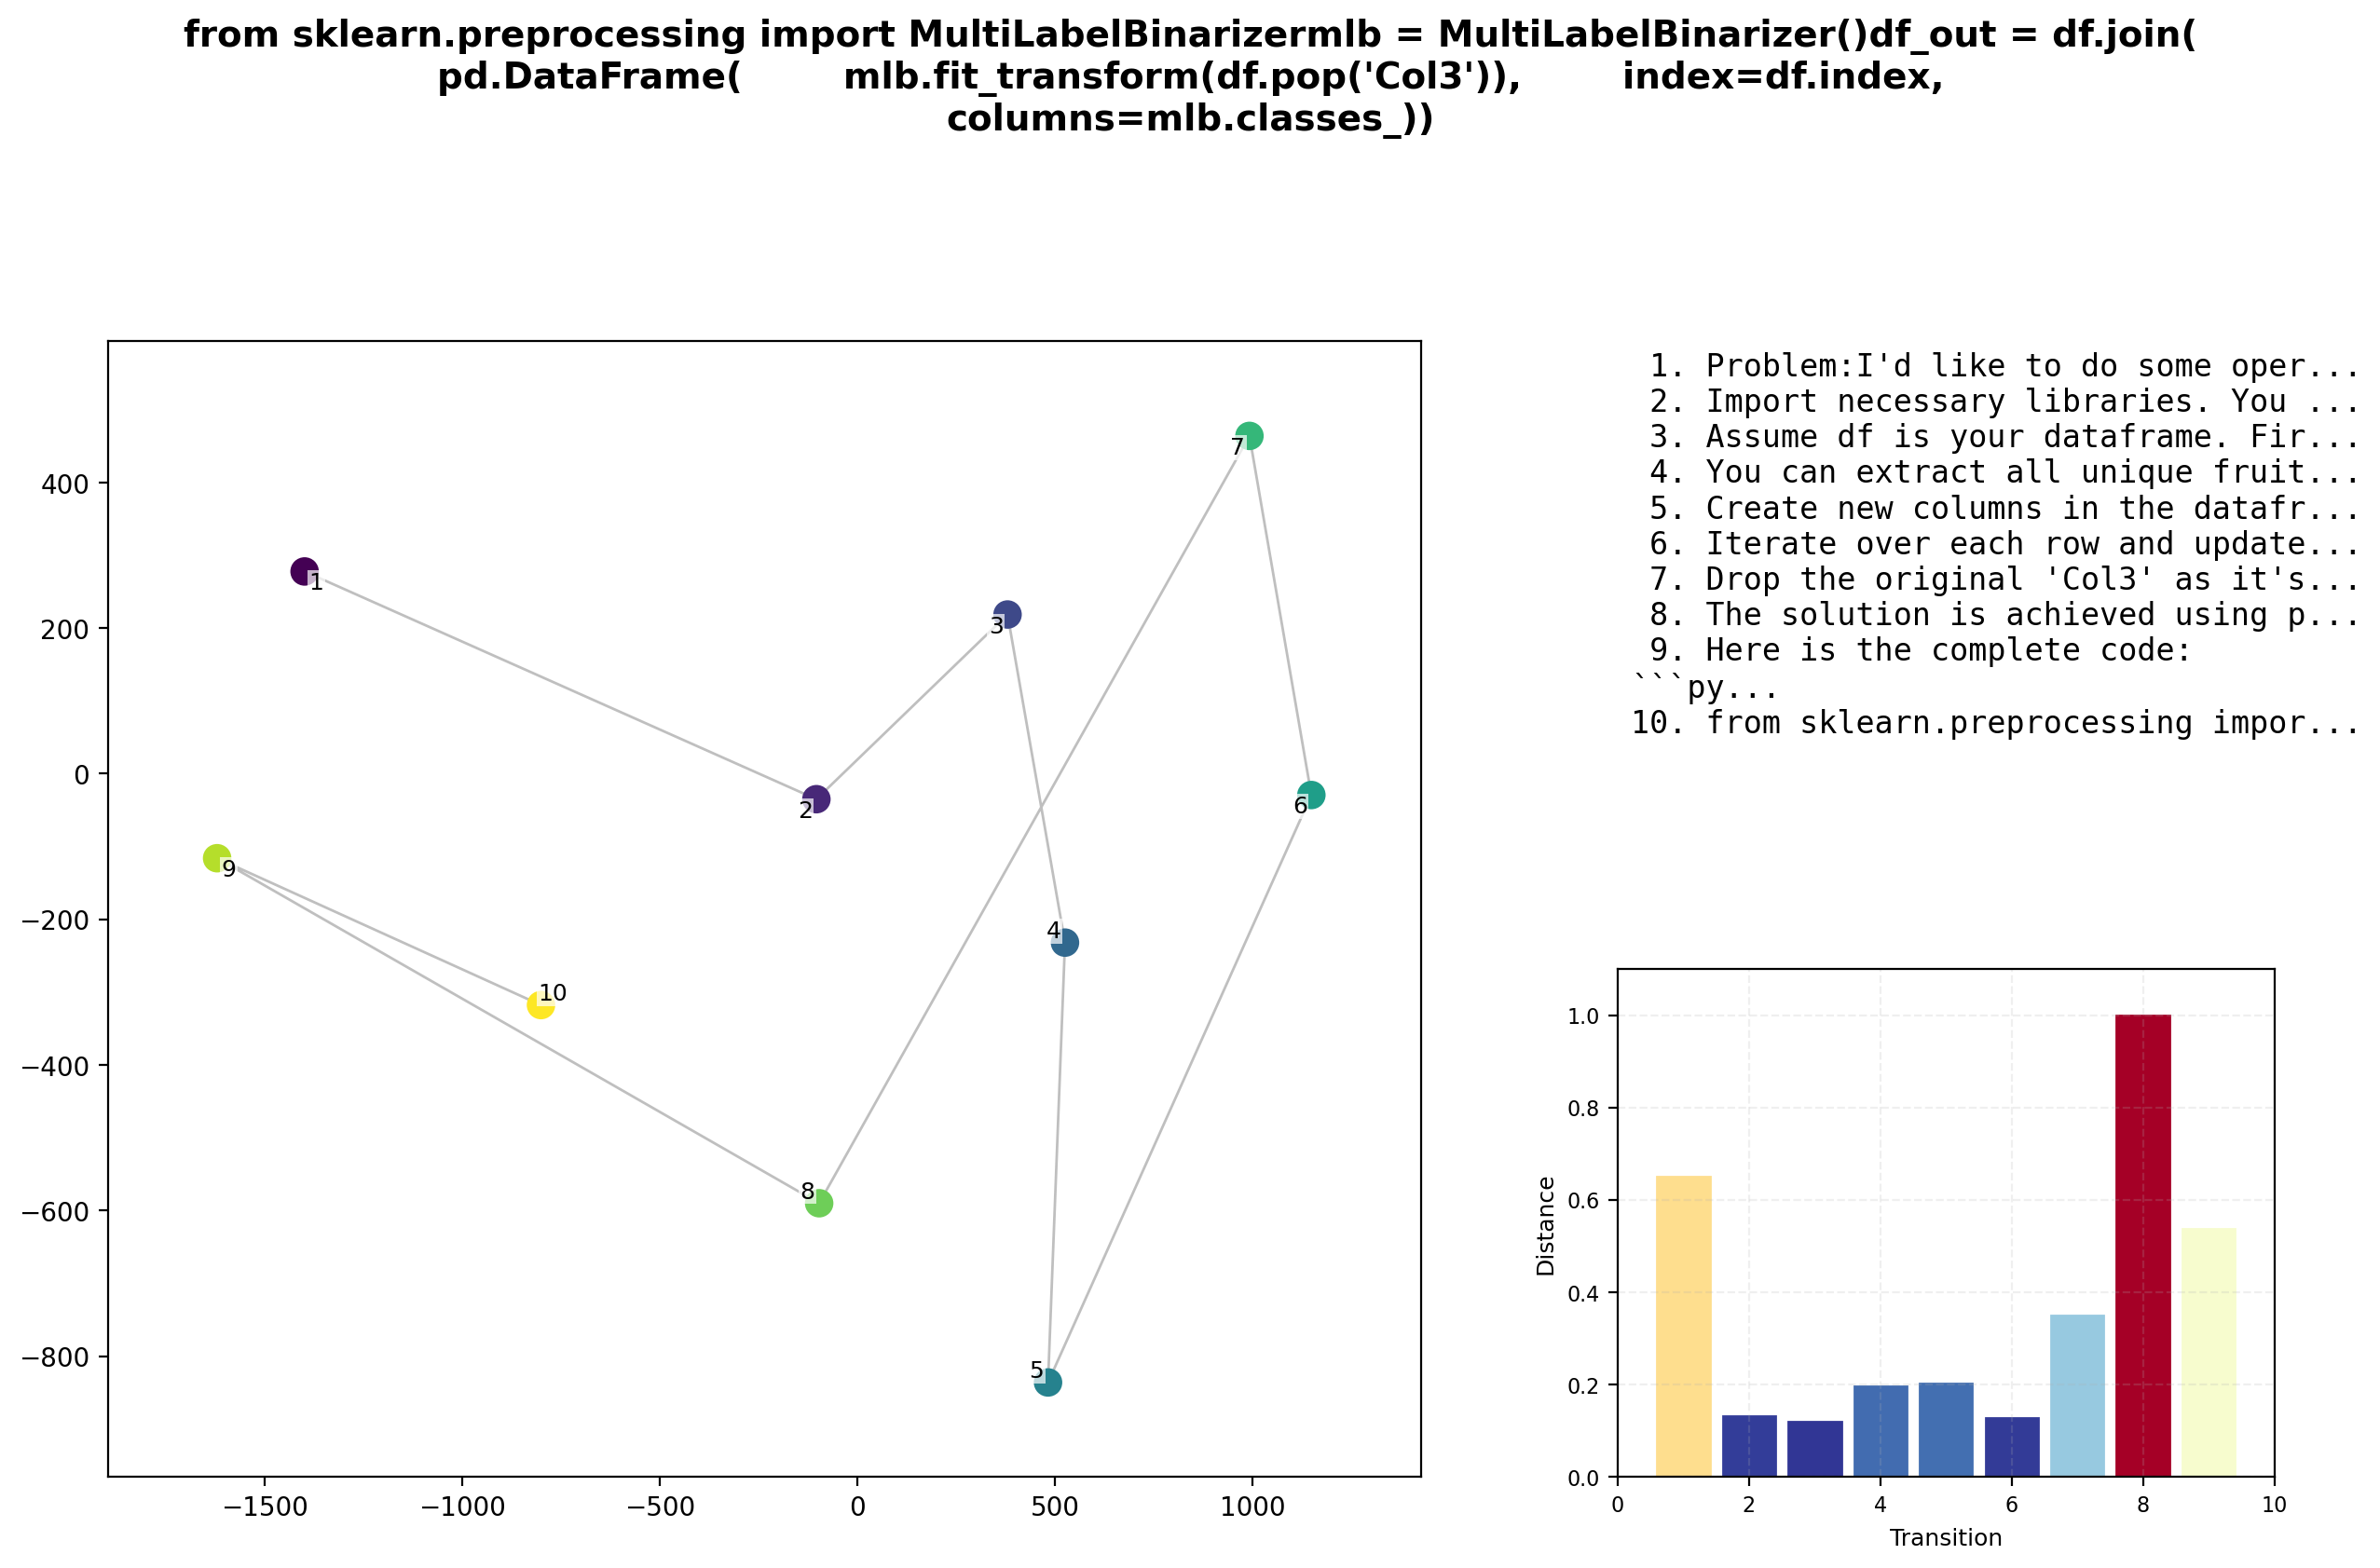 from sklearn.preprocessing import MultiLabelBinarizermlb = MultiLabelBinarizer()df_out = df.join(
pd.DataFrame(        mlb.fit_transform(df.pop('Col3')),        index=df.index,
columns=mlb.classes_))
400
200
0
−200
−400
−600
−800
−1500
−1000
−500
0
500
1000
1
2
3
4
5
6
7
8
9
10
1. Problem:I'd like to do some oper...
2. Import necessary libraries. You ...
3. Assume df is your dataframe. Fir...
4. You can extract all unique fruit...
5. Create new columns in the datafr...
6. Iterate over each row and update...
7. Drop the original 'Col3' as it's...
8. The solution is achieved using p...
9. Here is the complete code:
```py...
10. from sklearn.preprocessing impor...
Distance
1.0
0.8
0.6
0.4
0.2
0.0
0
2
4
6
8
10
Transition